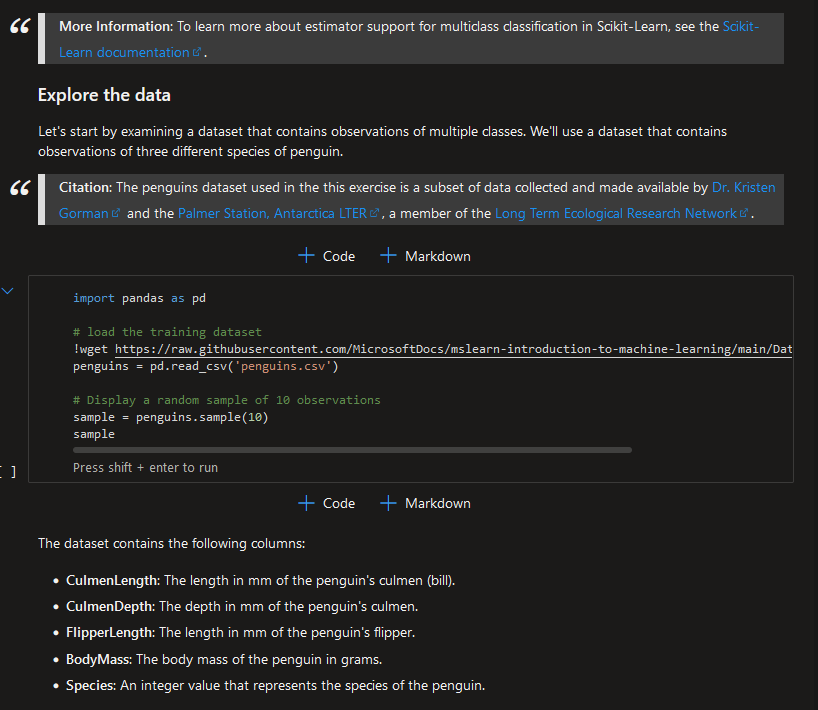 “ More Information: To learn more about estimator support for multiclass classification in Scikit-Learn, see the Scikit-
Learn documentation.
Explore the data
Let's start by examining a dataset that contains observations of multiple classes. We'll use a dataset that contains
observations of three different species of penguin.
“ Citation: The penguins dataset used in the this exercise is a subset of data collected and made available by Dr. Kristen
Gorman and the Palmer Station, Antarctica LTER, a member of the Long Term Ecological Research Network.
+ Code + Markdown
import pandas as pd
# load the training dataset
!wget https://raw.githubusercontent.com/MicrosoftDocs/mslearn-introduction-to-machine-learning/main/Dat
penguins = pd.read_csv('penguins.csv')
# Display a random sample of 10 observations
sample = penguins.sample(10)
sample
Press shift + enter to run
[ ]
+ Code + Markdown
The dataset contains the following columns:
• CulmenLength: The length in mm of the penguin's culmen (bill).
• CulmenDepth: The depth in mm of the penguin's culmen.
• FlipperLength: The length in mm of the penguin's flipper.
• BodyMass: The body mass of the penguin in grams.
• Species: An integer value that represents the species of the penguin.